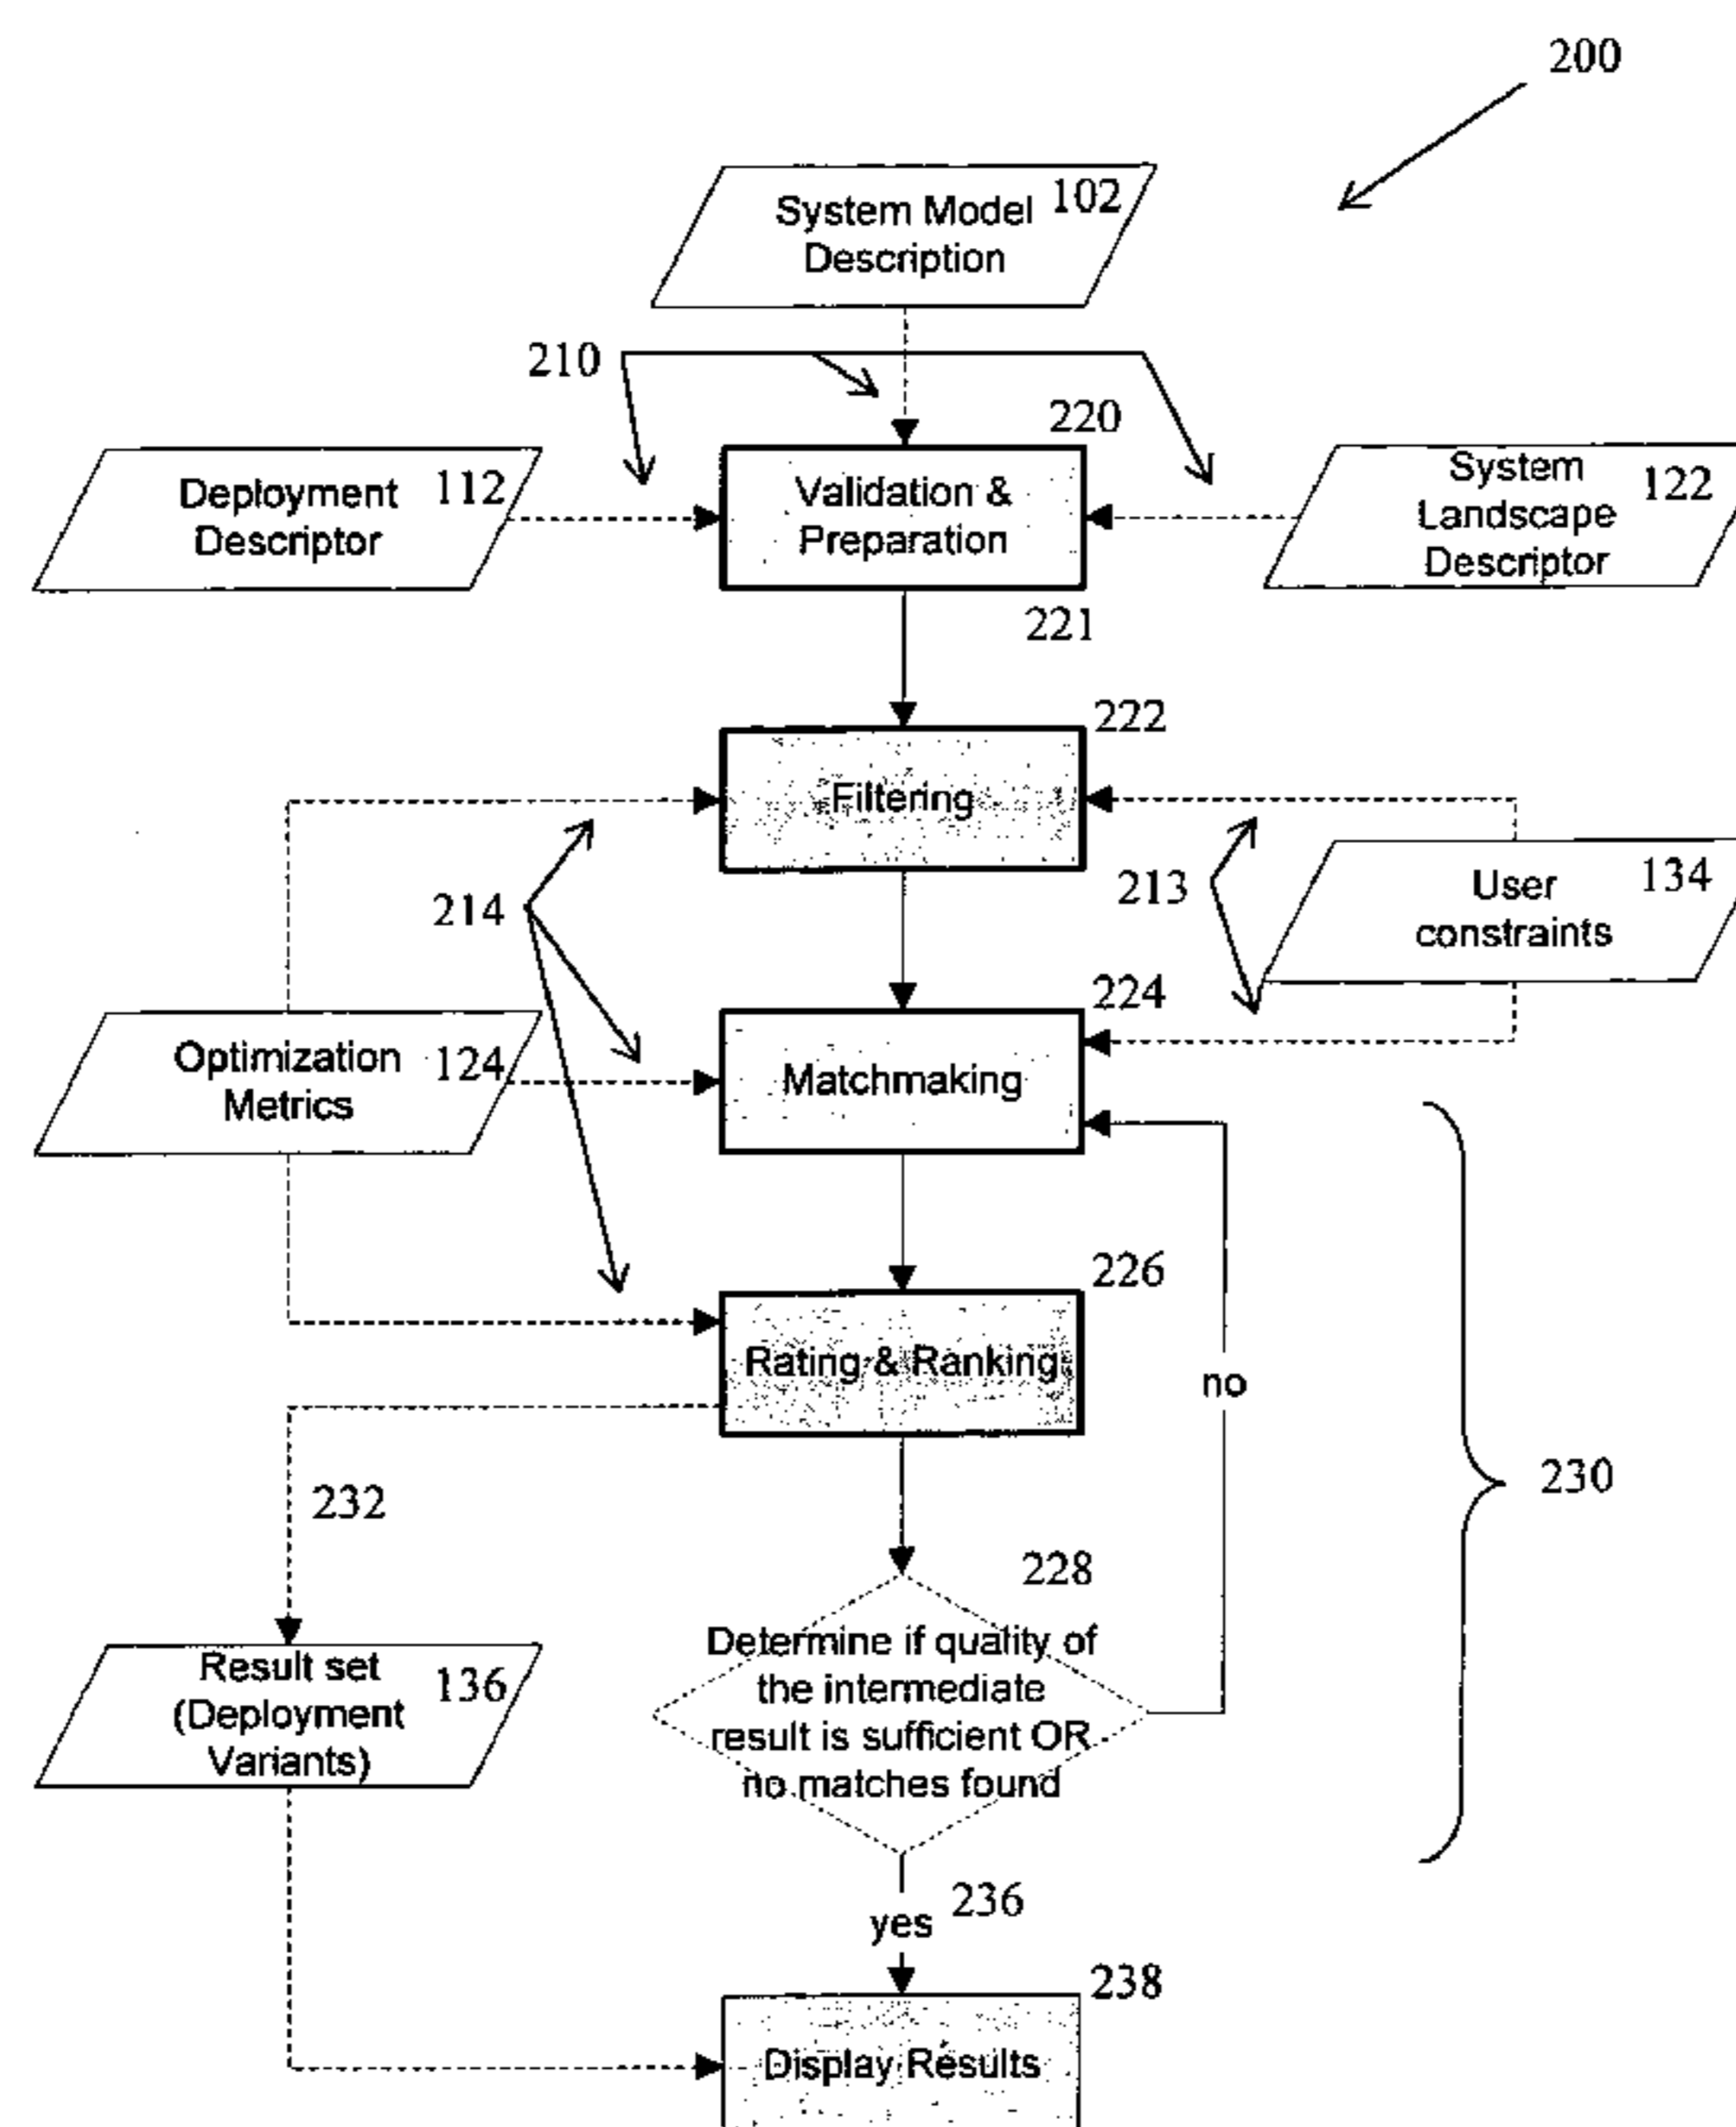 200
System Model 102
Description
210
220
Deployment 112
Descriptor
Validation &
Preparation
System 122
Landscape
Descriptor
221
222
Filtering
214
213
User 134
constraints
224
Optimization 124
Metrics
Matchmaking
226
Rating & Ranking
no
230
232
228
Determine if quality of
the intermediate
result is sufficient OR
no matches found
Result set 136
(Deployment
Variants)
236
yes
238
Display Results